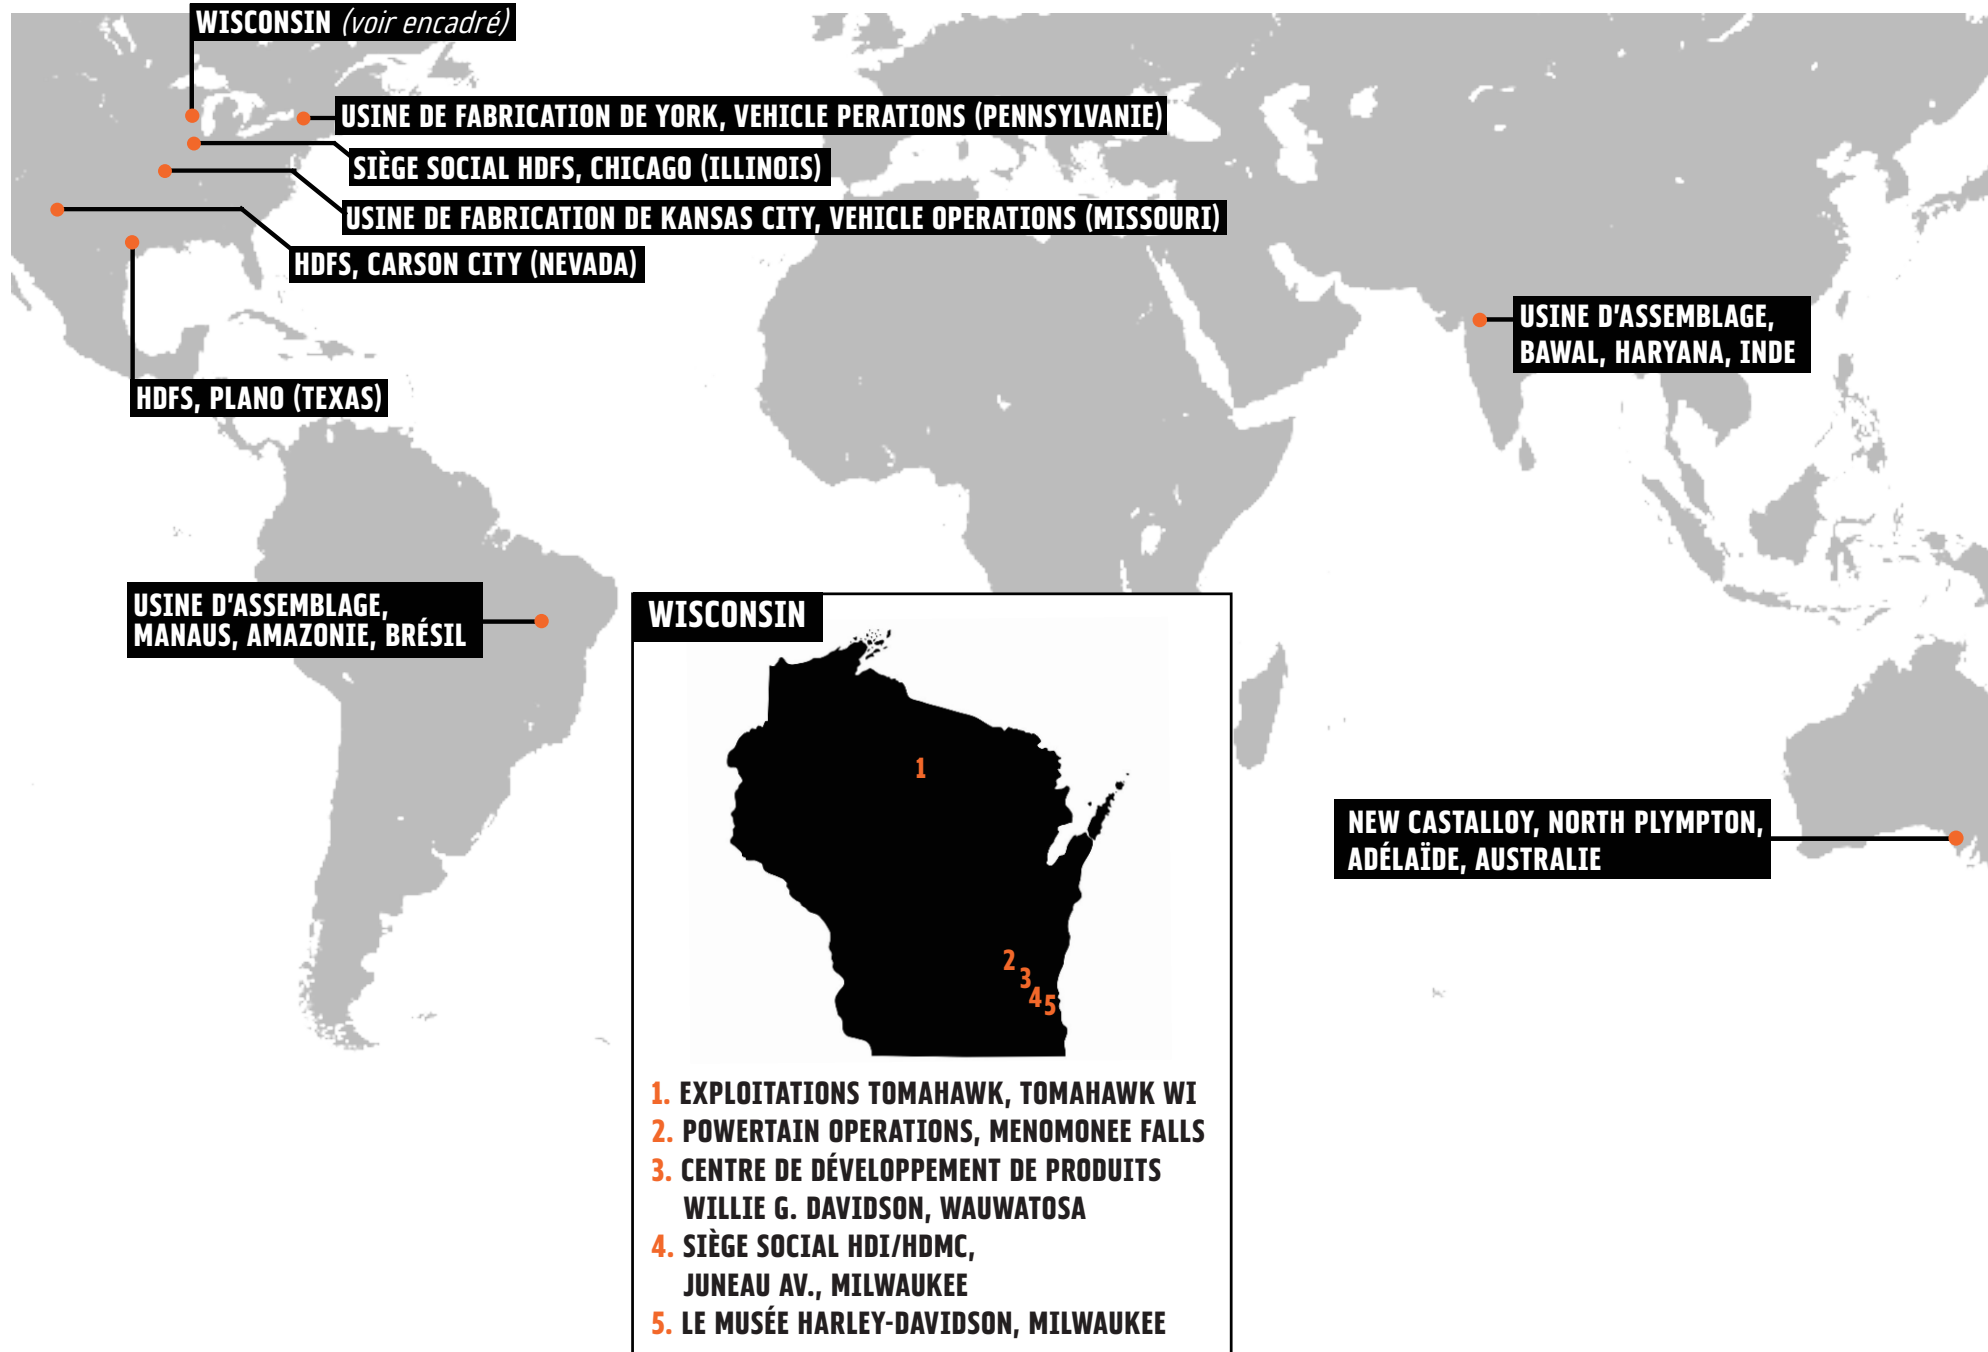 WISCONSIN (voir encadré)
USINE DE FABRICATION DE YORK, VEHICLE PERATIONS (PENNSYLVANIE)
SIÈGE SOCIAL HDFS, CHICAGO (ILLINOIS)
USINE DE FABRICATION DE KANSAS CITY, VEHICLE OPERATIONS (MISSOURI)
HDFS, CARSON CITY (NEVADA)
HDFS, PLANO (TEXAS)
USINE D'ASSEMBLAGE,
BAWAL, HARYANA, INDE
USINE D'ASSEMBLAGE,
MANAUS, AMAZONIE, BRÉSIL
NEW CASTALLOY, NORTH PLYMPTON,
ADÉLAÏDE, AUSTRALIE
WISCONSIN
1
2
3
4
5
1. EXPLOITATIONS TOMAHAWK, TOMAHAWK WI
2. POWERTAIN OPERATIONS, MENOMONEE FALLS
3. CENTRE DE DÉVELOPPEMENT DE PRODUITS
WILLIE G. DAVIDSON, WAUWATOSA
4. SIÈGE SOCIAL HDI/HDMC,
JUNEAU AV., MILWAUKEE
5. LE MUSÉE HARLEY-DAVIDSON, MILWAUKEE